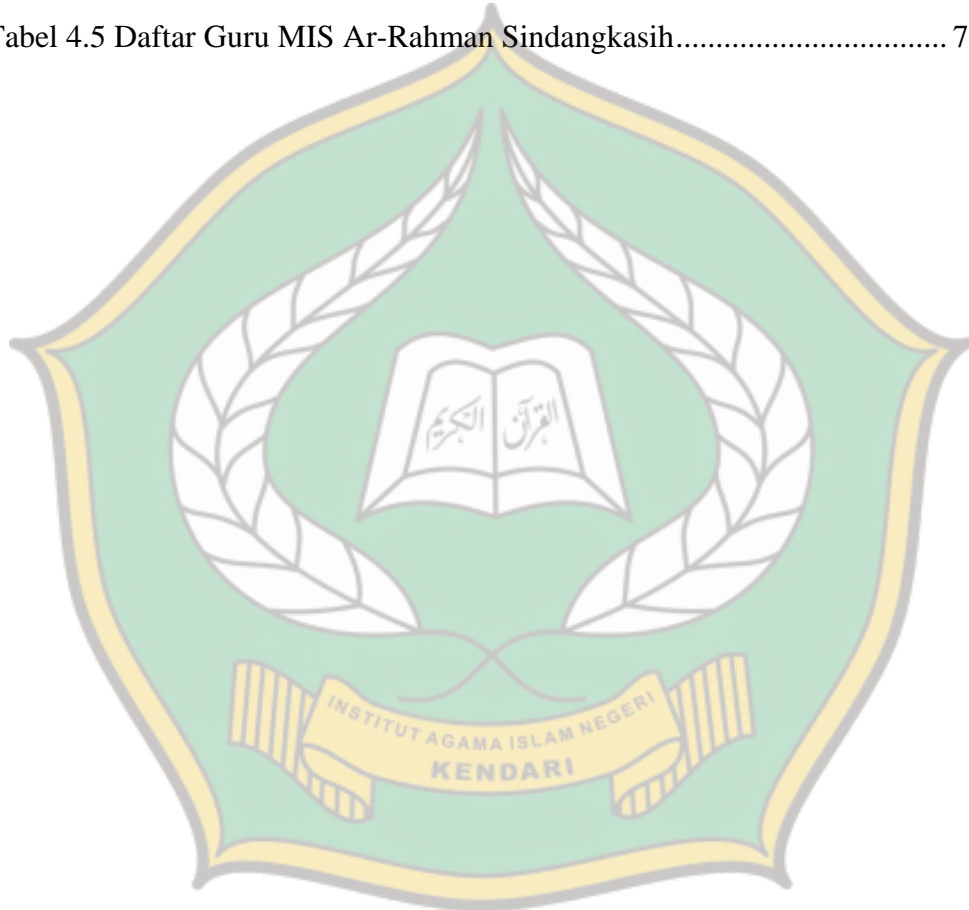 Tabel 4.5 Daftar Guru MIS Ar-Rahman Sindangkasih.................................. 7
القرآن الكريم
INSTITUT AGAMA ISLAM NEGERI
KENDARI